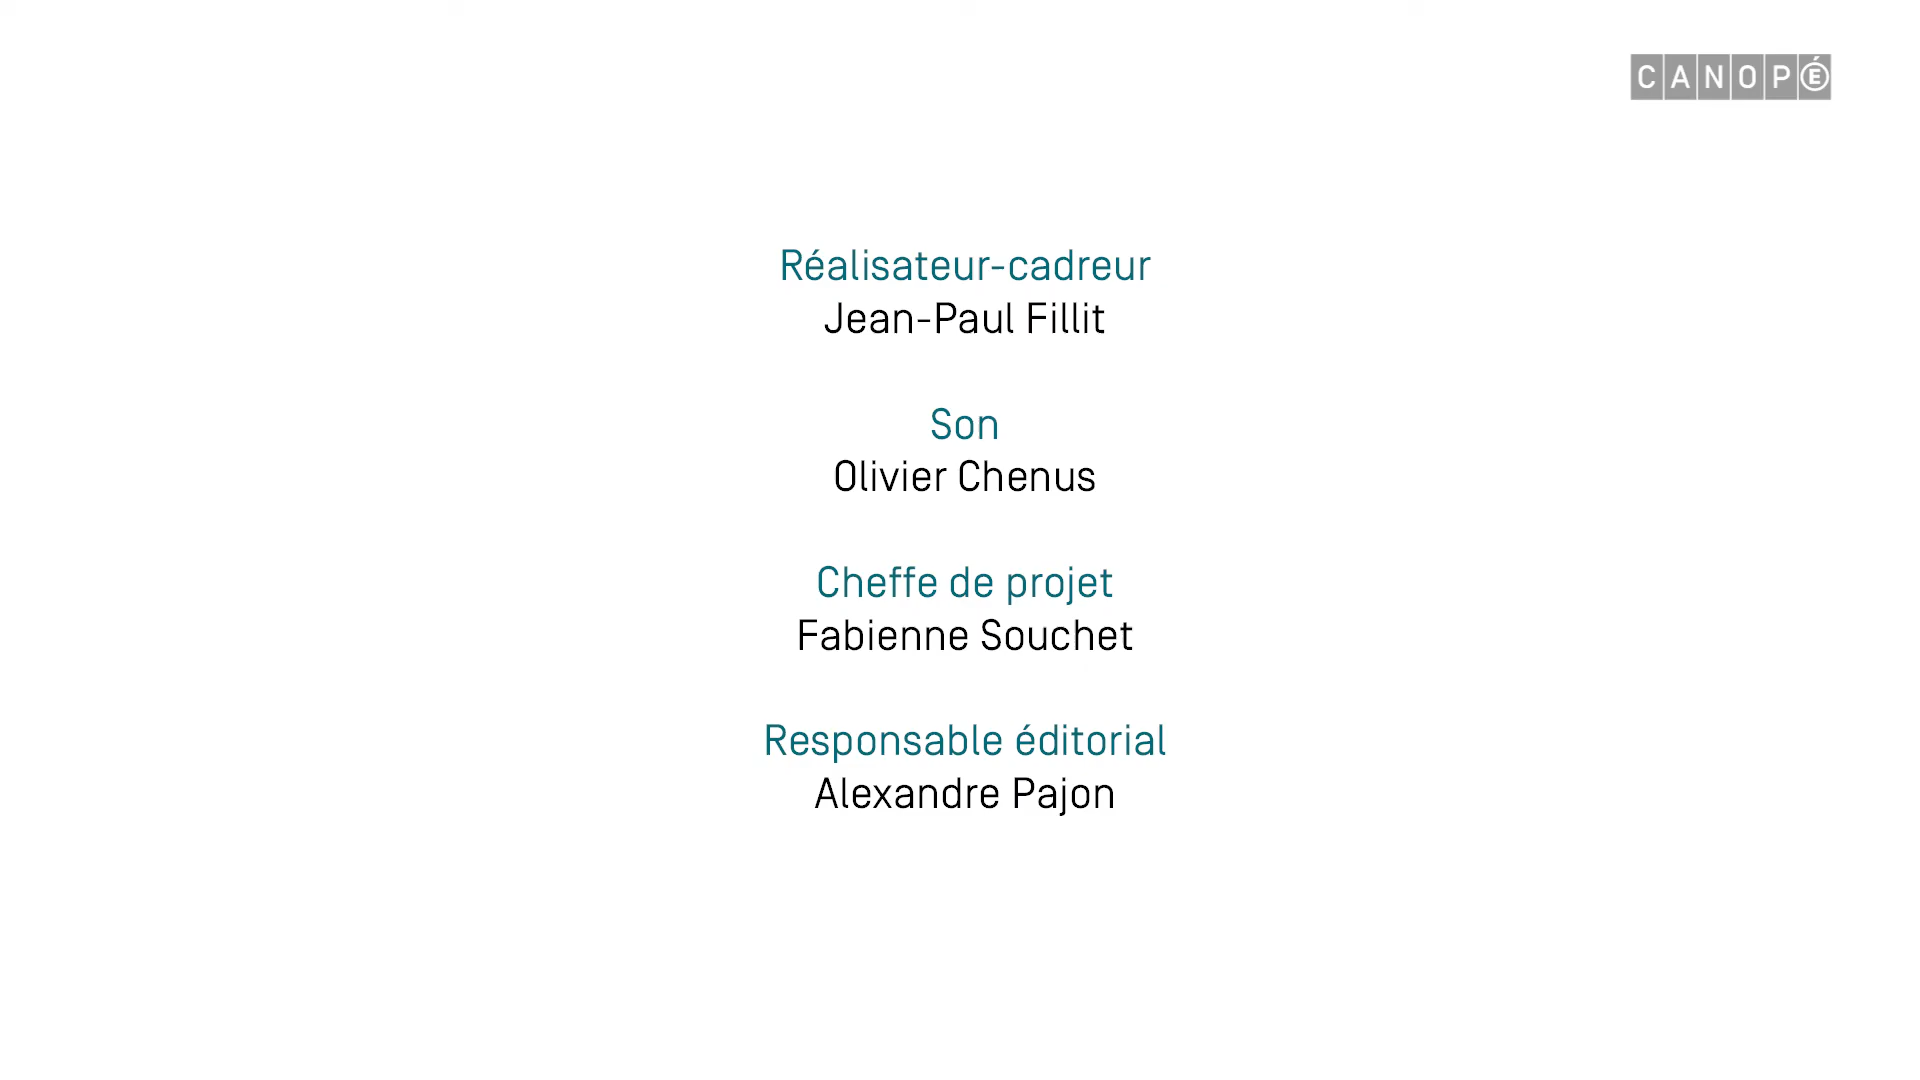 CANOPÉ
Réalisateur-cadreur
Jean-Paul Fillit
Son
Olivier Chenus
Cheffe de projet
Fabienne Souchet
Responsable éditorial
Alexandre Pajon